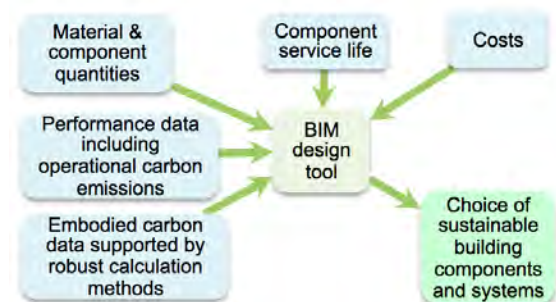 Material &
component
quantities
Component
service life
Costs
Performance data
including
operational carbon
emissions
BIM
design
tool
Embodied carbon
data supported by
robust calculation
methods
Choice of
sustainable
building
components
and systems